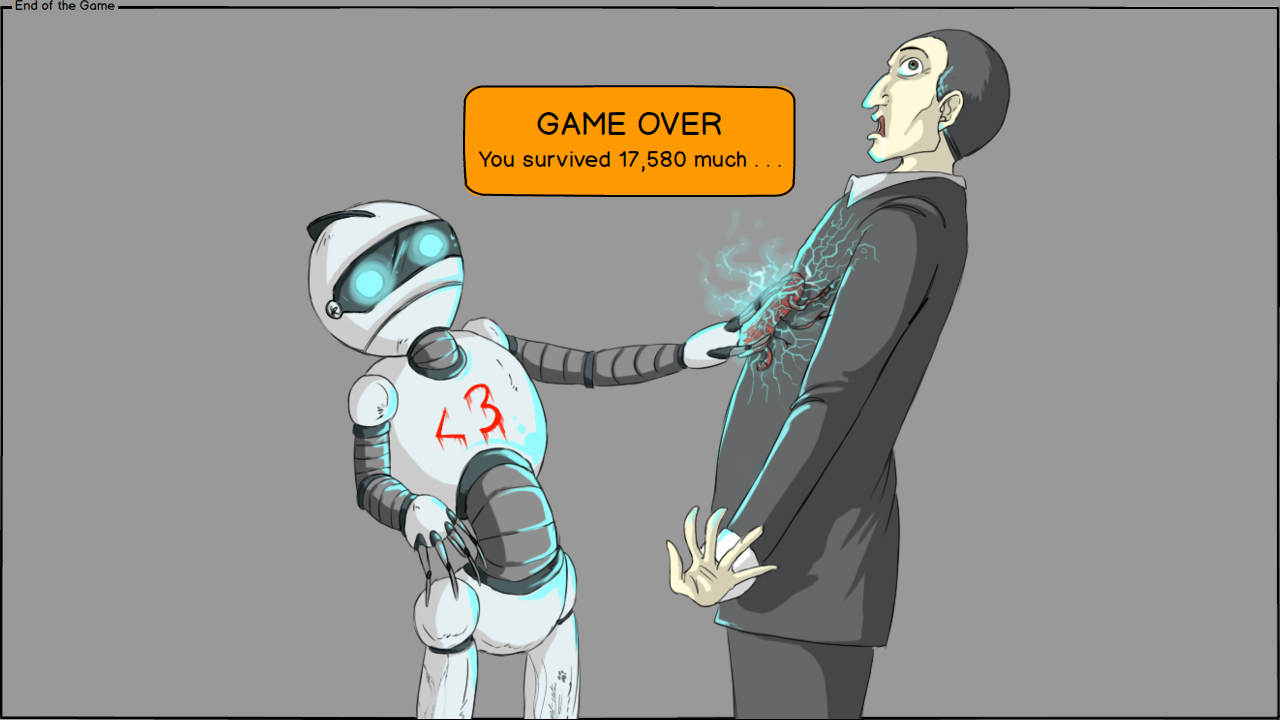 End of the Game
GAME OVER
You survived 17,580 much . . .
<3